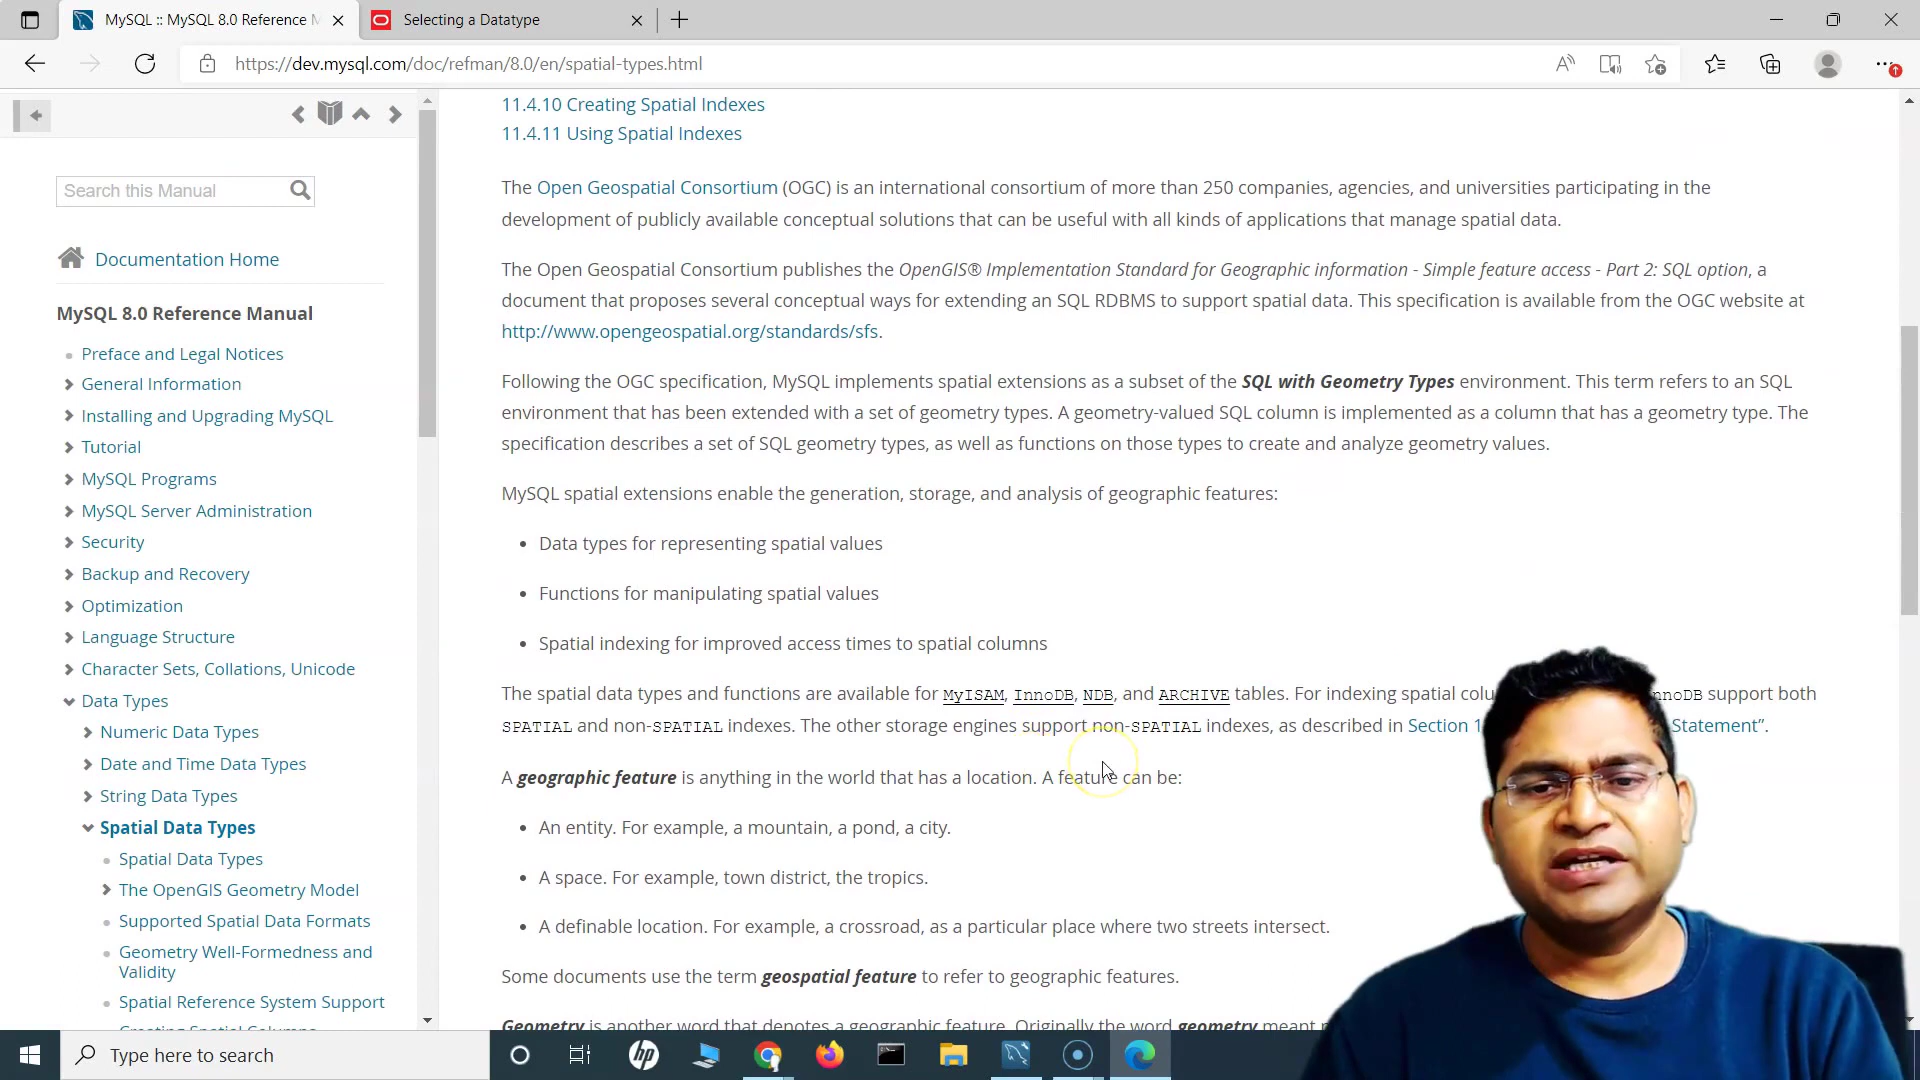 MySQL :: MySQL 8.0 Reference M
Selecting a Datatype
https://dev.mysql.com/doc/refman/8.0/en/spatial-types.html
Search this Manual
Documentation Home
MySQL 8.0 Reference Manual
Preface and Legal Notices
General Information
Installing and Upgrading MySQL
Tutorial
MySQL Programs
MySQL Server Administration
Security
Backup and Recovery
Optimization
Language Structure
Character Sets, Collations, Unicode
Data Types
Numeric Data Types
Date and Time Data Types
String Data Types
Spatial Data Types
Spatial Data Types
The OpenGIS Geometry Model
Supported Spatial Data Formats
Geometry Well-Formedness and
Validity
Spatial Reference System Support
Creating Spatial Columns
11.4.10 Creating Spatial Indexes
11.4.11 Using Spatial Indexes
The Open Geospatial Consortium (OGC) is an international consortium of more than 250 companies, agencies, and universities participating in the
development of publicly available conceptual solutions that can be useful with all kinds of applications that manage spatial data.
The Open Geospatial Consortium publishes the OpenGIS® Implementation Standard for Geographic information - Simple feature access - Part 2: SQL option, a
document that proposes several conceptual ways for extending an SQL RDBMS to support spatial data. This specification is available from the OGC website at
http://www.opengeospatial.org/standards/sfs.
Following the OGC specification, MySQL implements spatial extensions as a subset of the SQL with Geometry Types environment. This term refers to an SQL
environment that has been extended with a set of geometry types. A geometry-valued SQL column is implemented as a column that has a geometry type. The
specification describes a set of SQL geometry types, as well as functions on those types to create and analyze geometry values.
MySQL spatial extensions enable the generation, storage, and analysis of geographic features:
• Data types for representing spatial values
• Functions for manipulating spatial values
• Spatial indexing for improved access times to spatial columns
The spatial data types and functions are available for MyISAM, InnoDB, NDB, and ARCHIVE tables. For indexing spatial colu nnoDB support both
SPATIAL and non-SPATIAL indexes. The other storage engines support non-SPATIAL indexes, as described in Section 1 Statement”.
A geographic feature is anything in the world that has a location. A feature can be:
• An entity. For example, a mountain, a pond, a city.
• A space. For example, town district, the tropics.
• A definable location. For example, a crossroad, as a particular place where two streets intersect.
Some documents use the term geospatial feature to refer to geographic features.
Geometry is another word that denotes a geographic feature. Originally the word geometry meant
Type here to search
hp